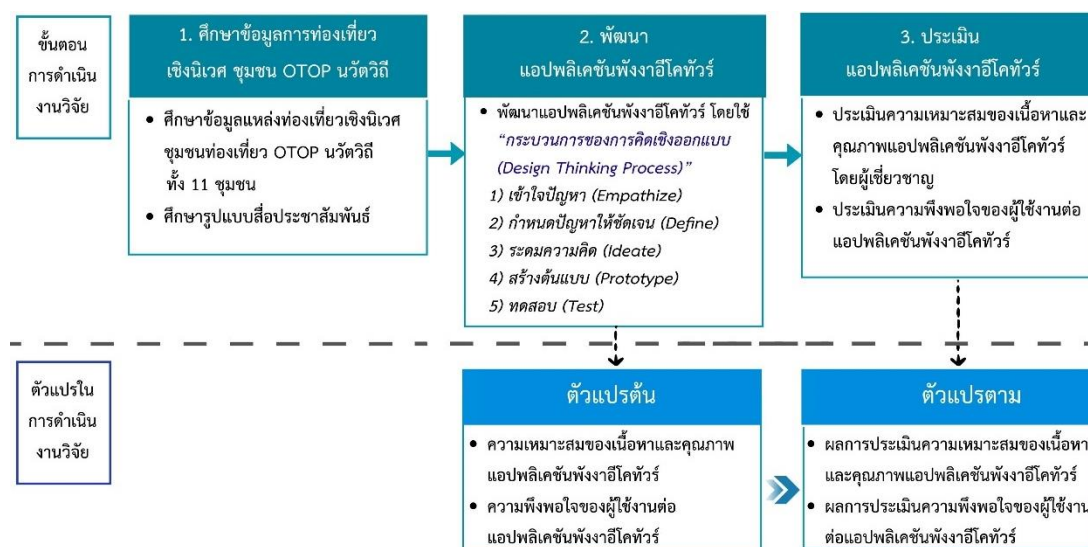 ขั้นตอน
การดำเนิน
งานวิจัย
1. ศึกษาข้อมูลการท่องเที่ยว
เชิงนิเวศ ชุมชน OTOP นวัตวิถี
• ศึกษาข้อมูลแหล่งท่องเที่ยวเชิงนิเวศ
ชุมชนท่องเที่ยว OTOP นวัตวิถี
ทั้ง 11 ชุมชน
• ศึกษารูปแบบสื่อประชาสัมพันธ์
2. พัฒนา
แอปพลิเคชันพังงาอีโคทัวร์
• พัฒนาแอปพลิเคชันพังงาอีโคทัวร์ โดยใช้
“กระบวนการของการคิดเชิงออกแบบ
(Design Thinking Process)”
1) เข้าใจปัญหา (Empathize)
2) กำหนดปัญหาให้ชัดเจน (Define)
3) ระดมความคิด (Ideate)
4) สร้างต้นแบบ (Prototype)
5) ทดสอบ (Test)
3. ประเมิน
แอปพลิเคชันพังงาอีโคทัวร์
• ประเมินความเหมาะสมของเนื้อหาและ
คุณภาพแอปพลิเคชันพังงาอีโคทัวร์
โดยผู้เชี่ยวชาญ
• ประเมินความพึงพอใจของผู้ใช้งานต่อ
แอปพลิเคชันพังงาอีโคทัวร์
ตัวแปรใน
การดำเนิน
งานวิจัย
ตัวแปรต้น
• ความเหมาะสมของเนื้อหาและคุณภาพ
แอปพลิเคชันพังงาอีโคทัวร์
• ความพึงพอใจของผู้ใช้งานต่อ
แอปพลิเคชันพังงาอีโคทัวร์
ตัวแปรตาม
• ผลการประเมินความเหมาะสมของเนื้อหา
และคุณภาพแอปพลิเคชันพังงาอีโคทัวร์
• ผลการประเมินความพึงพอใจของผู้ใช้งาน
ต่อแอปพลิเคชันพังงาอีโคทัวร์